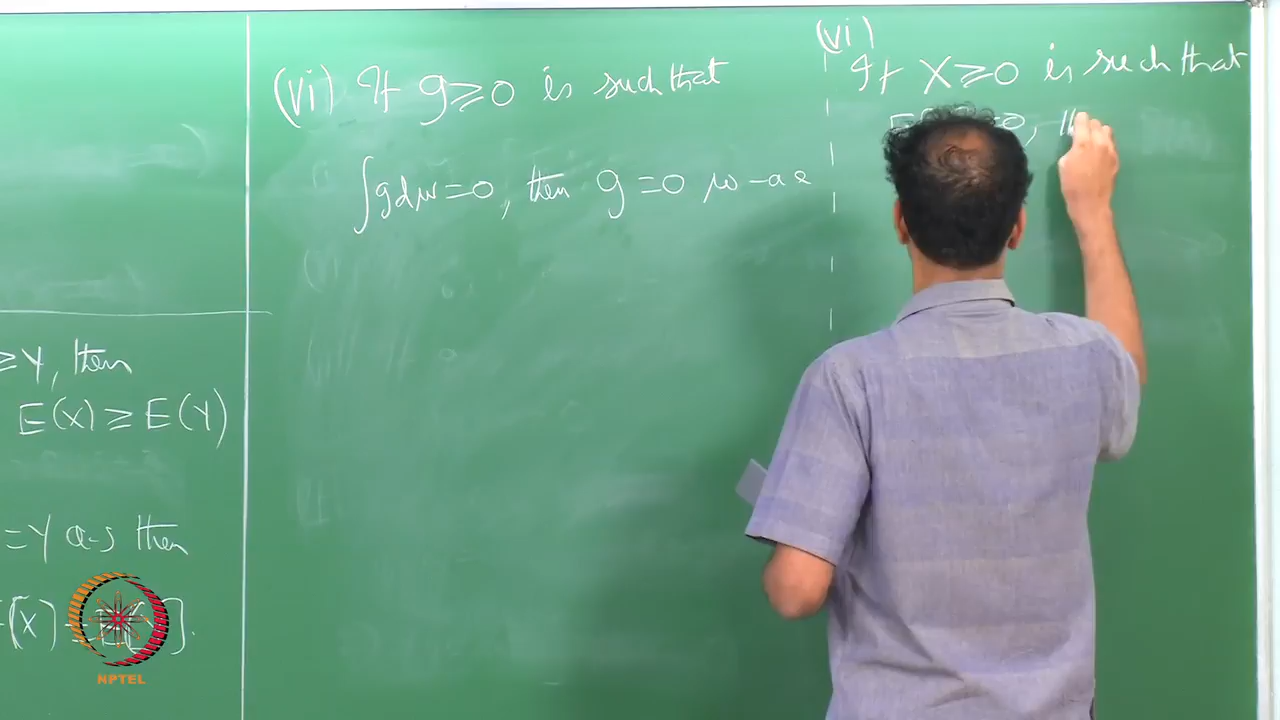 ≥Y, then
E(X) ≥ E(Y)
=Y a-s then
(vi) If g≥0 is such that
∫g dμ=0, then g=0 μ-a e
(vi)
If X≥0 is such that
=0,
NPTEL